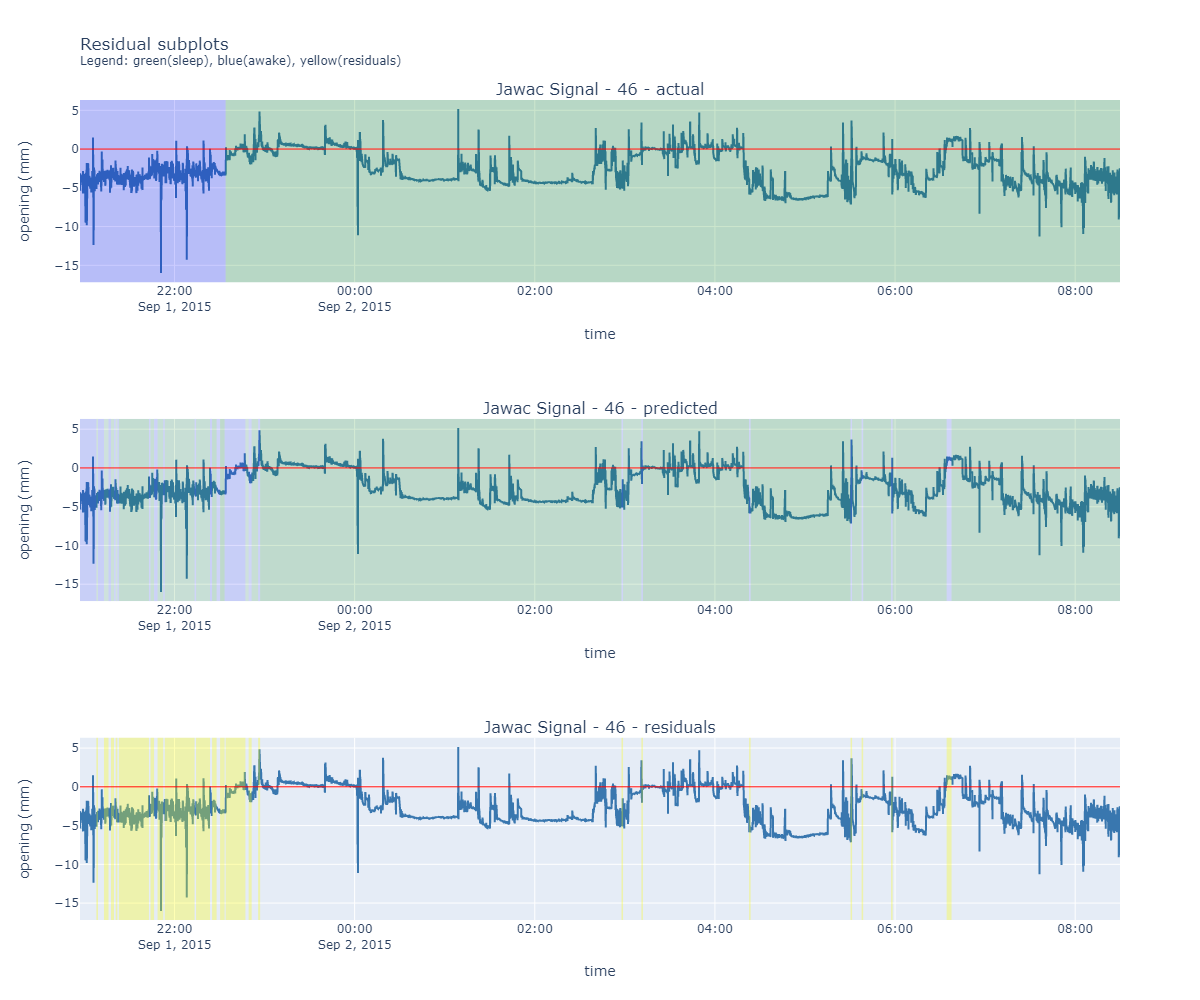 Residual subplots
Legend: green(sleep), blue(awake), yellow(residuals)
Jawac Signal - 46 - actual
opening (mm)
5
0
−5
−10
−15
22:00 00:00 02:00 04:00 06:00 08:00
Sep 1, 2015 Sep 2, 2015
time
Jawac Signal - 46 - predicted
opening (mm)
5
0
−5
−10
−15
22:00 00:00 02:00 04:00 06:00 08:00
Sep 1, 2015 Sep 2, 2015
time
Jawac Signal - 46 - residuals
opening (mm)
5
0
−5
−10
−15
22:00 00:00 02:00 04:00 06:00 08:00
Sep 1, 2015 Sep 2, 2015
time